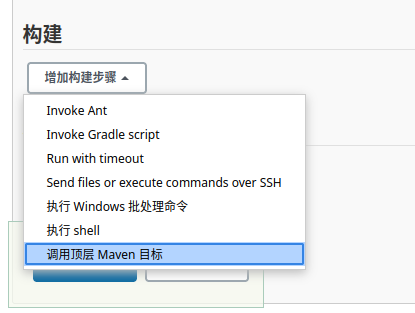 构建
增加构建步骤
Invoke Ant
Invoke Gradle script
Run with timeout
Send files or execute commands over SSH
执行 Windows 批处理命令
执行 shell
调用顶层 Maven 目标